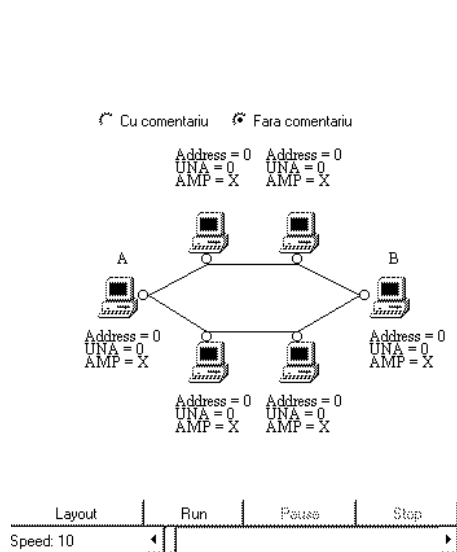 Cu comentariu Fara comentariu
Address = 0 Address = 0
UNA = 0 UNA = 0
AMP = X AMP = X
A B
Address = 0 Address = 0
UNA = 0 UNA = 0
AMP = X AMP = X
Address = 0 Address = 0
UNA = 0 UNA = 0
AMP = X AMP = X
Layout Run Pause Stop
Speed: 10